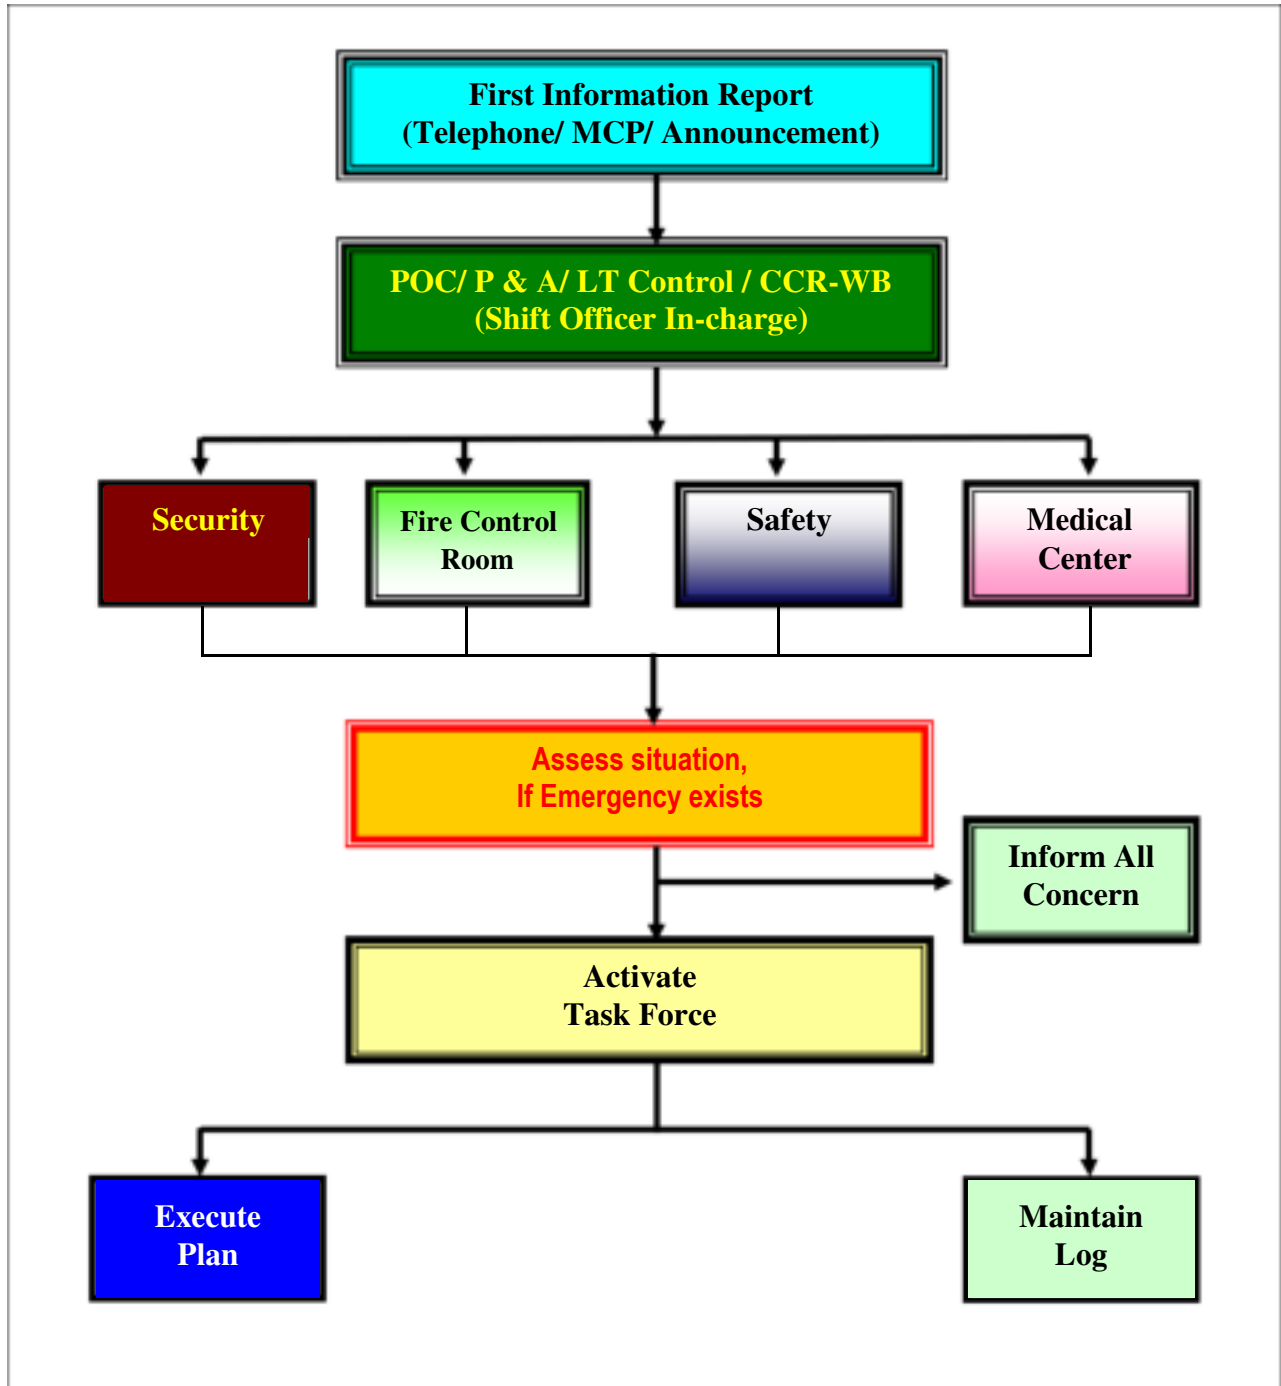 First Information Report
(Telephone/ MCP/ Announcement)
POC/ P & A/ LT Control / CCR-WB
(Shift Officer In-charge)
Security
Fire Control
Room
Safety
Medical
Center
Assess situation,
If Emergency exists
Inform All
Concern
Activate
Task Force
Execute
Plan
Maintain
Log